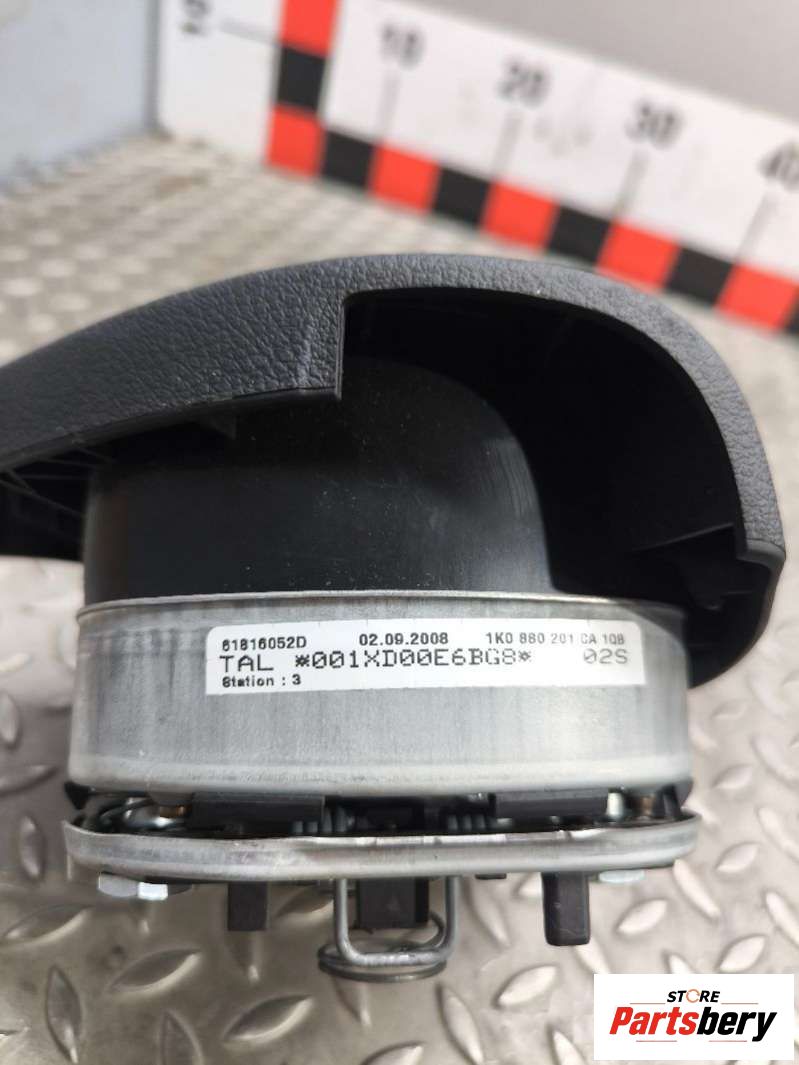 10 20 30 40
61816052D 02.09.2008 1K0 880 201 CA 1QB
TAL *001XD00E6BG8* 02S
Station : 3
STORE
Partsbery